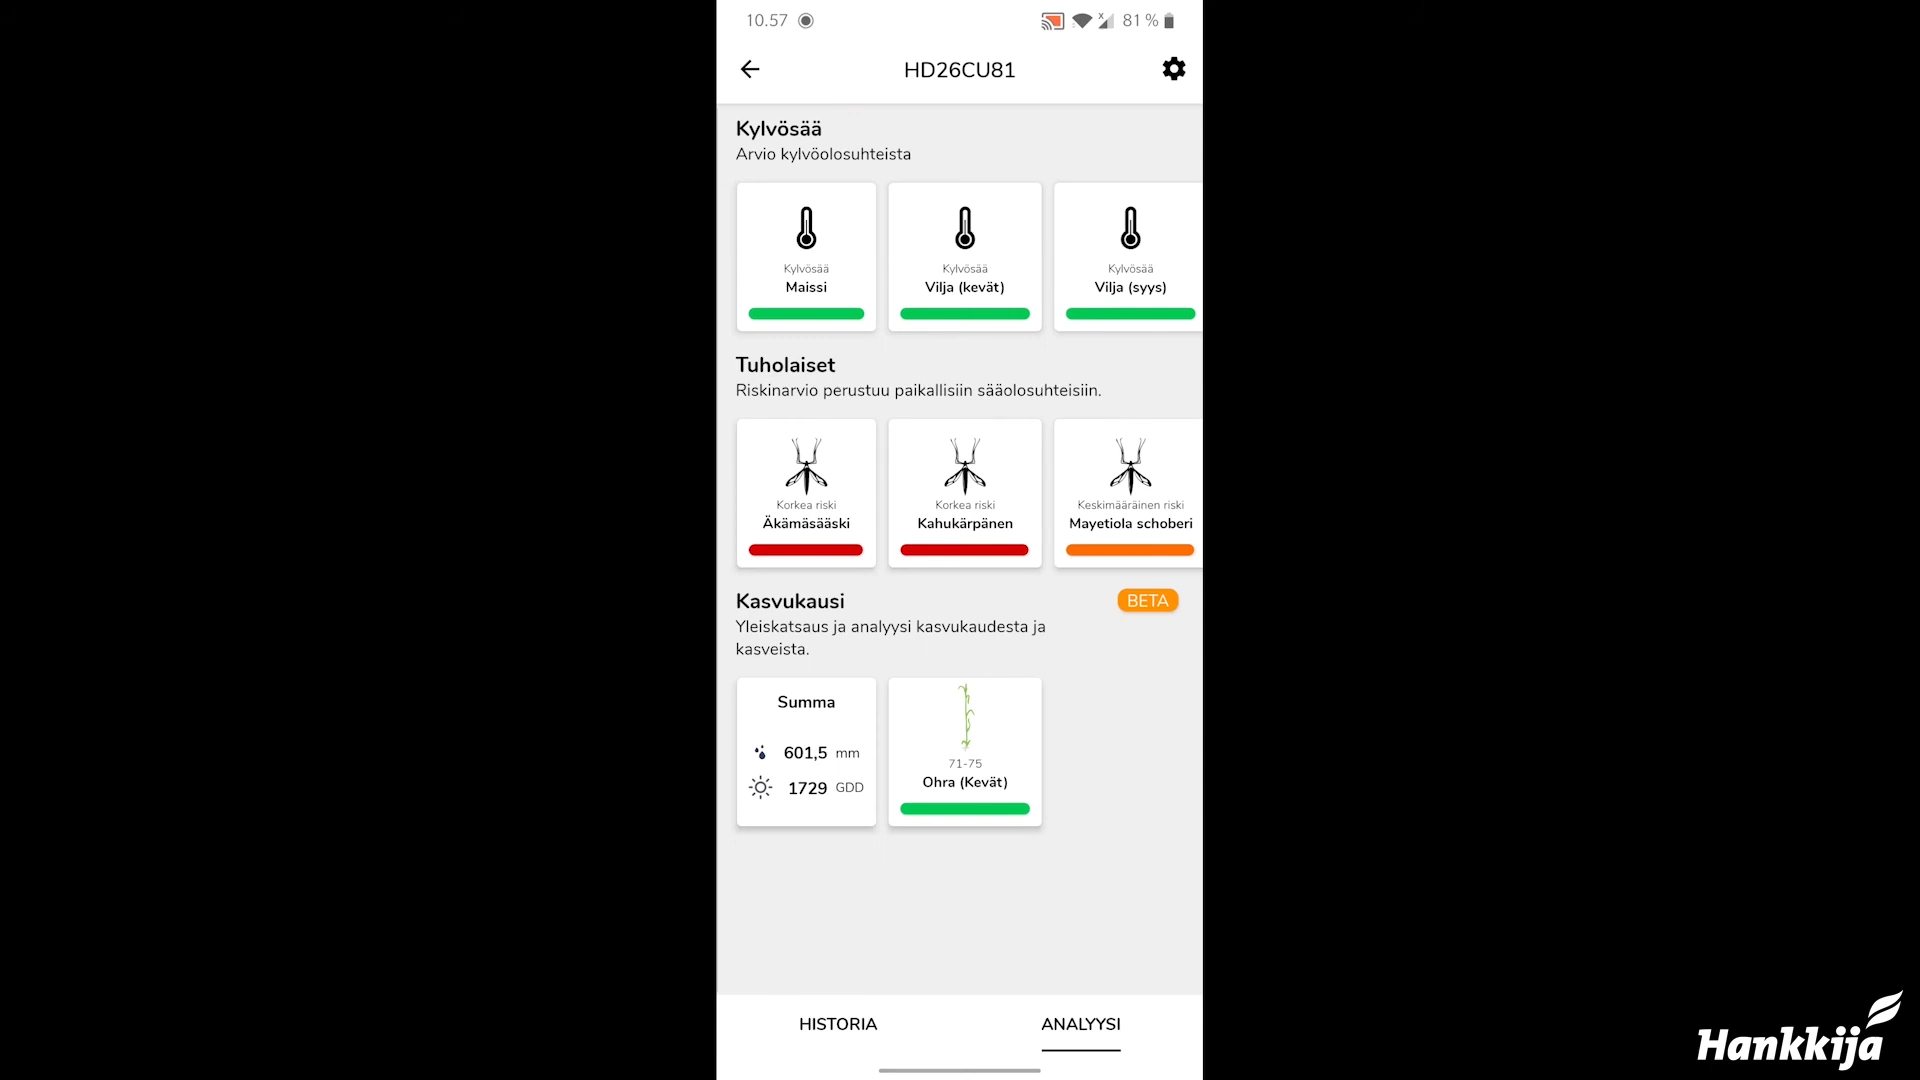 10.57
81 %
HD26CU81
Kylvösää
Arvio kylvöolosuhteista
Kylvösää
Maissi
Kylvösää
Vilja (kevät)
Kylvösää
Vilja (syys)
Tuholaiset
Riskinarvio perustuu paikallisiin sääolosuhteisiin.
Korkea riski
Äkämäsääski
Korkea riski
Kahukärpänen
Keskimääräinen riski
Mayetiola schoberi
Kasvukausi
BETA
Yleiskatsaus ja analyysi kasvukaudesta ja
kasveista.
Summa
601,5 mm
1729 GDD
71-75
Ohra (Kevät)
HISTORIA
ANALYYSI
Hankkija